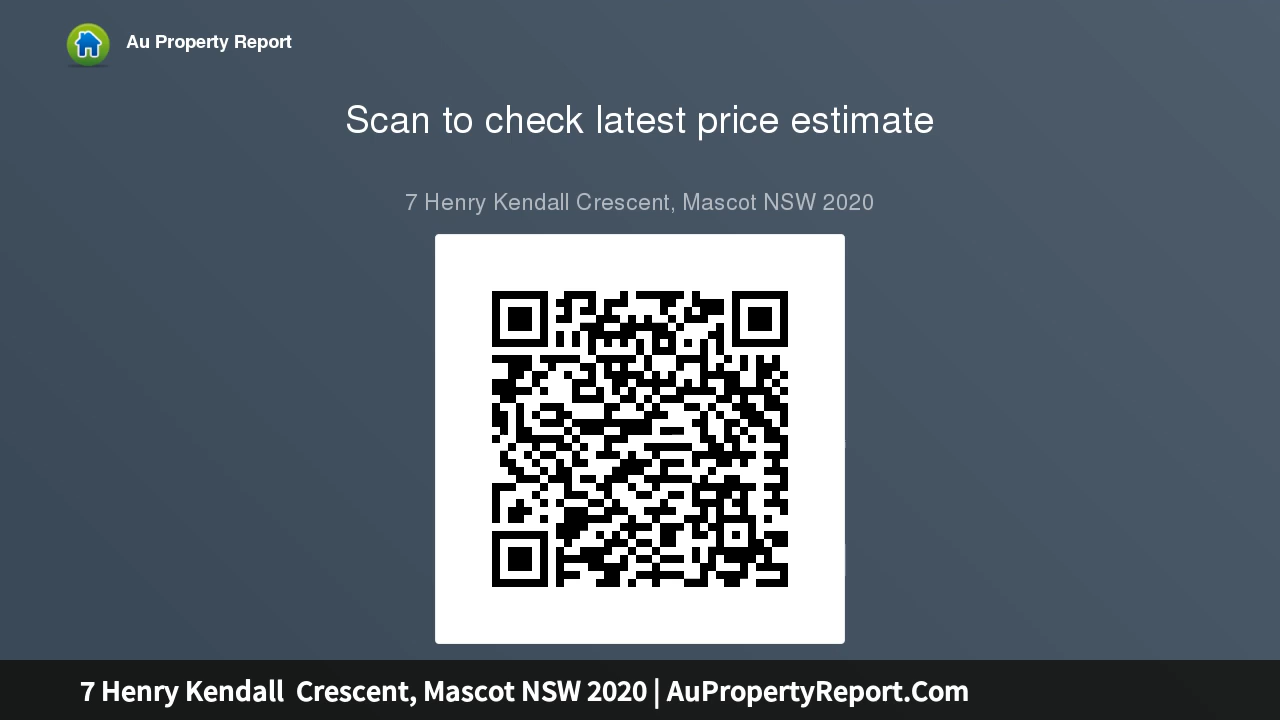 Au Property Report
Scan to check latest price estimate
7 Henry Kendall Crescent, Mascot NSW 2020
7 Henry Kendall  Crescent, Mascot NSW 2020 | AuPropertyReport.Com